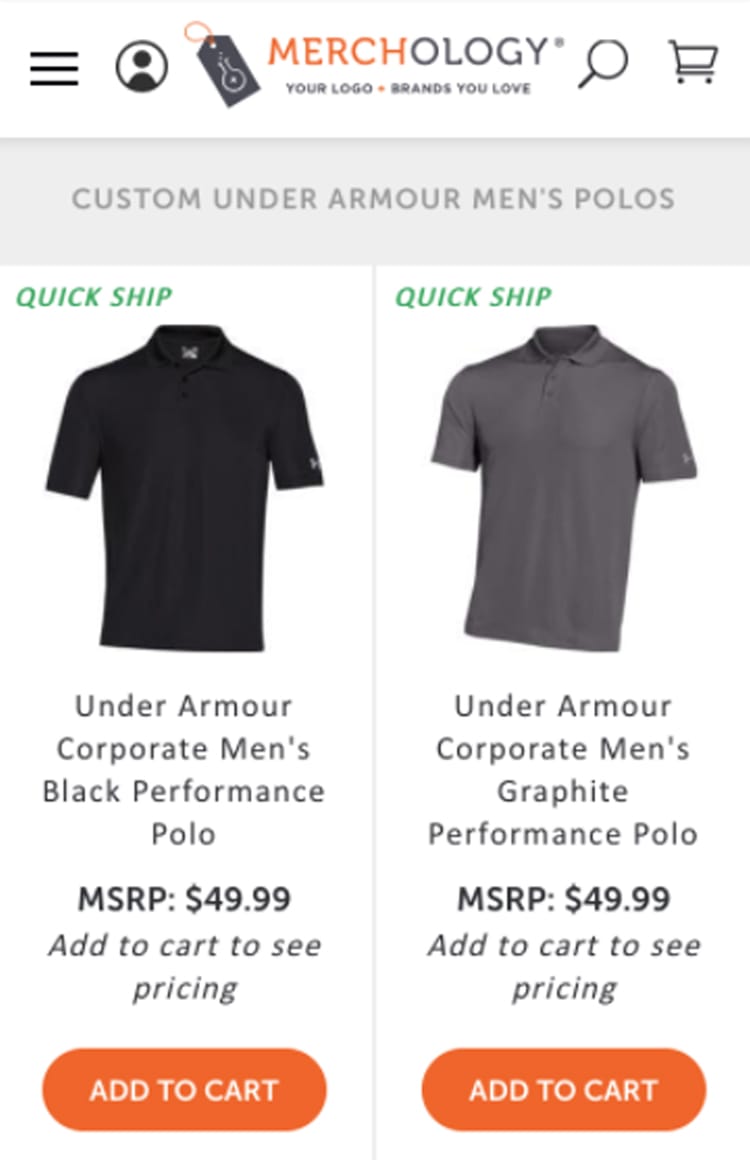 MERCHOLOGY®
YOUR LOGO • BRANDS YOU LOVE
CUSTOM UNDER ARMOUR MEN'S POLOS
QUICK SHIP
Under Armour
Corporate Men's
Black Performance
Polo
MSRP: $49.99
Add to cart to see
pricing
ADD TO CART
QUICK SHIP
Under Armour
Corporate Men's
Graphite
Performance Polo
MSRP: $49.99
Add to cart to see
pricing
ADD TO CART